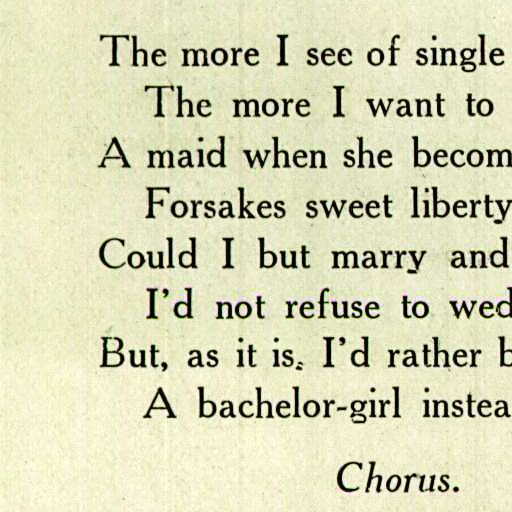 The more I see of single
The more I want to
A maid when she becom
Forsakes sweet liberty
Could I but marry and
I'd not refuse to wed
But, as it is, I'd rather b
A bachelor-girl instea
Chorus.